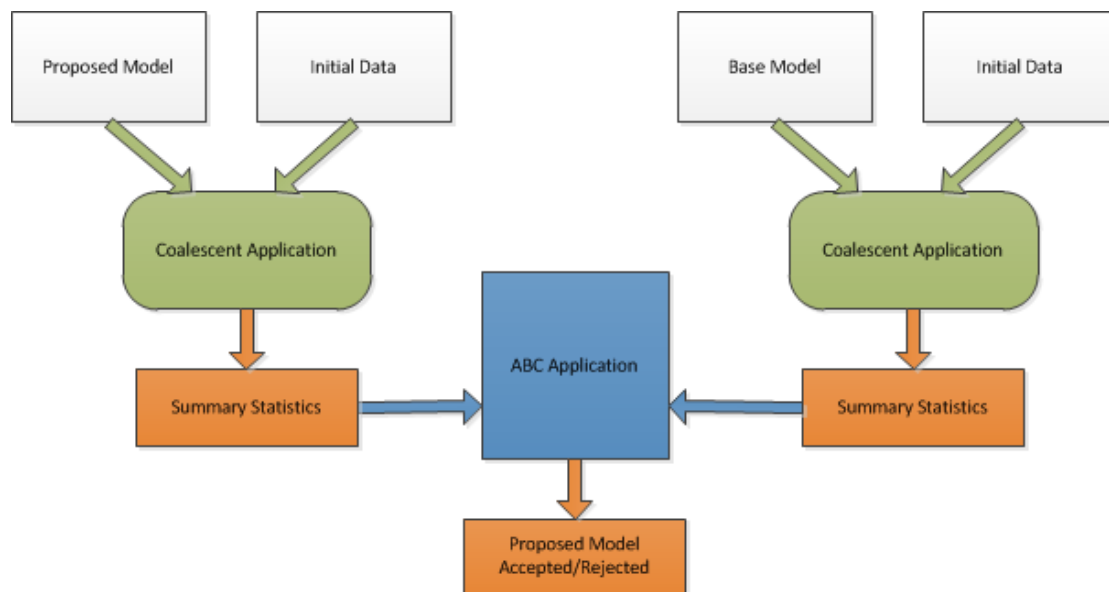 Proposed Model
Initial Data
Base Model
Initial Data
Coalescent Application
Coalescent Application
ABC Application
Summary Statistics
Summary Statistics
Proposed Model
Accepted/Rejected